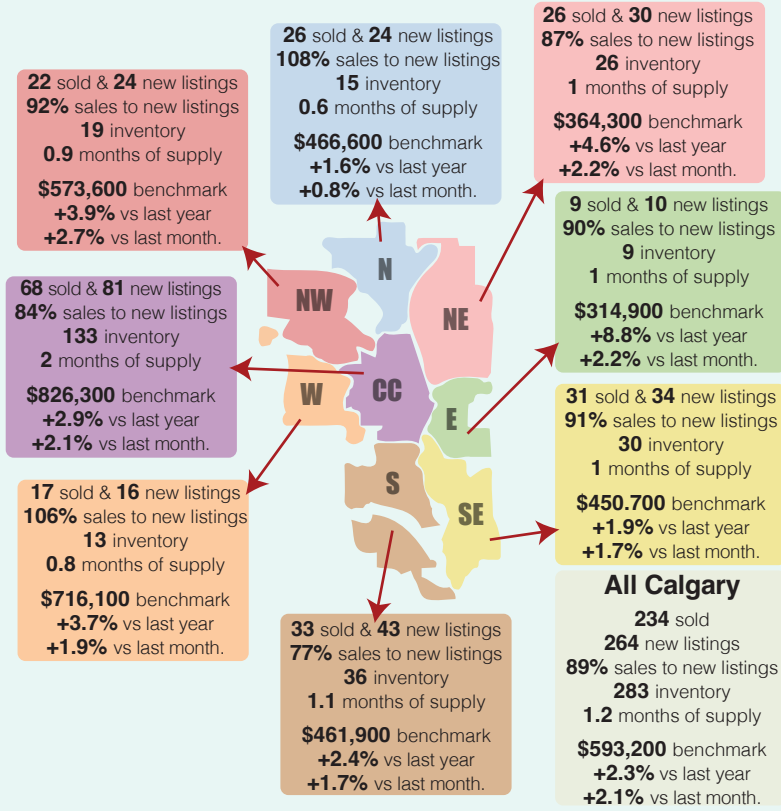 22 sold & 24 new listings
92% sales to new listings
19 inventory
0.9 months of supply
$573,600 benchmark
+3.9% vs last year
+2.7% vs last month.
26 sold & 24 new listings
108% sales to new listings
15 inventory
0.6 months of supply
$466,600 benchmark
+1.6% vs last year
+0.8% vs last month.
26 sold & 30 new listings
87% sales to new listings
26 inventory
1 months of supply
$364,300 benchmark
+4.6% vs last year
+2.2% vs last month.
9 sold & 10 new listings
90% sales to new listings
9 inventory
1 months of supply
$314,900 benchmark
+8.8% vs last year
+2.2% vs last month.
68 sold & 81 new listings
84% sales to new listings
133 inventory
2 months of supply
$826,300 benchmark
+2.9% vs last year
+2.1% vs last month.
N
NW
NE
W
CC
E
S
SE
31 sold & 34 new listings
91% sales to new listings
30 inventory
1 months of supply
$450.700 benchmark
+1.9% vs last year
+1.7% vs last month.
17 sold & 16 new listings
106% sales to new listings
13 inventory
0.8 months of supply
$716,100 benchmark
+3.7% vs last year
+1.9% vs last month.
33 sold & 43 new listings
77% sales to new listings
36 inventory
1.1 months of supply
$461,900 benchmark
+2.4% vs last year
+1.7% vs last month.
All Calgary
234 sold
264 new listings
89% sales to new listings
283 inventory
1.2 months of supply
$593,200 benchmark
+2.3% vs last year
+2.1% vs last month.